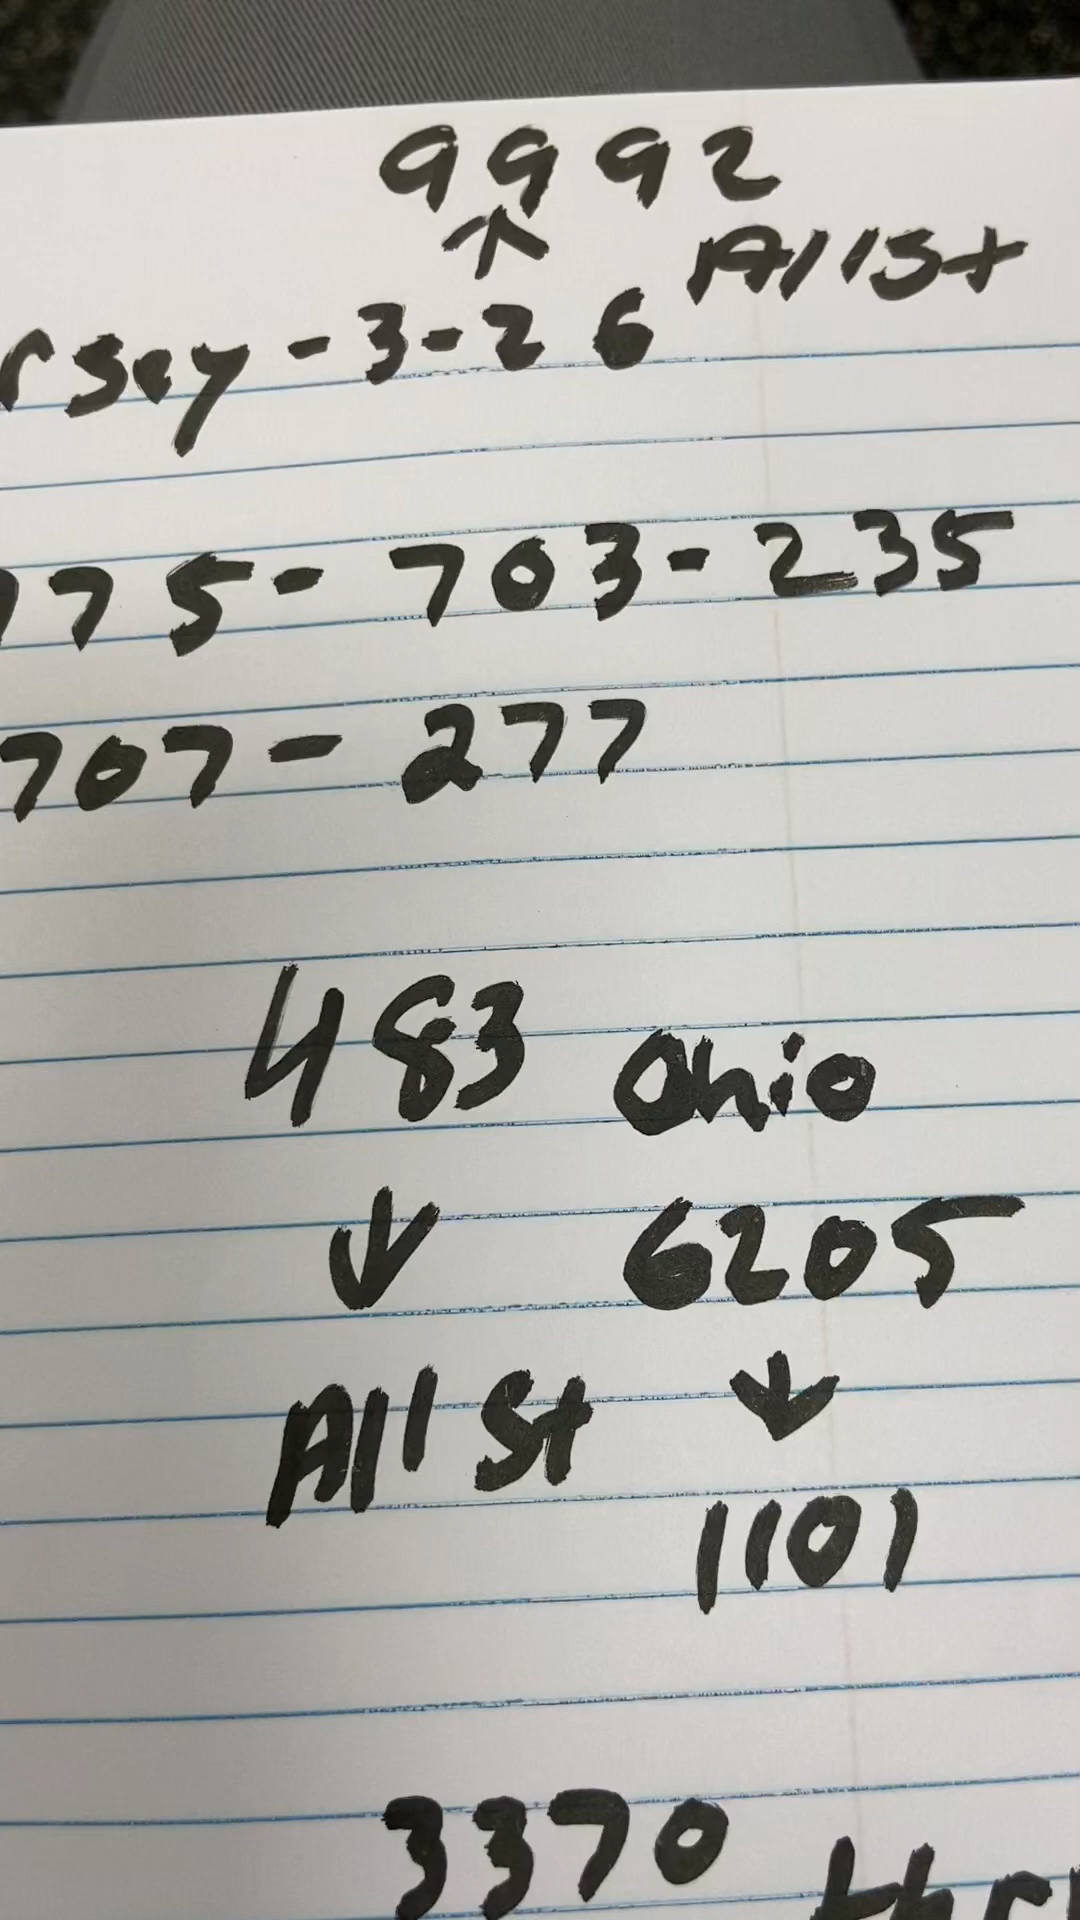 9992
Allst
rsey-3-26
775-703-235
707-277
483 Ohio
6205
All St
1101
3370